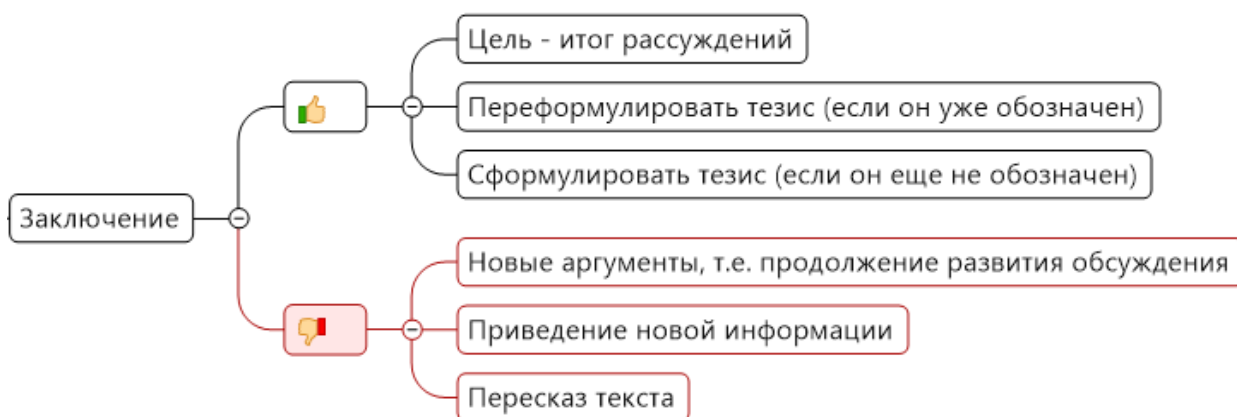 Цель - итог рассуждений
Переформулировать тезис (если он уже обозначен)
Сформулировать тезис (если он еще не обозначен)
Заключение
Новые аргументы, т.е. продолжение развития обсуждения
Приведение новой информации
Пересказ текста